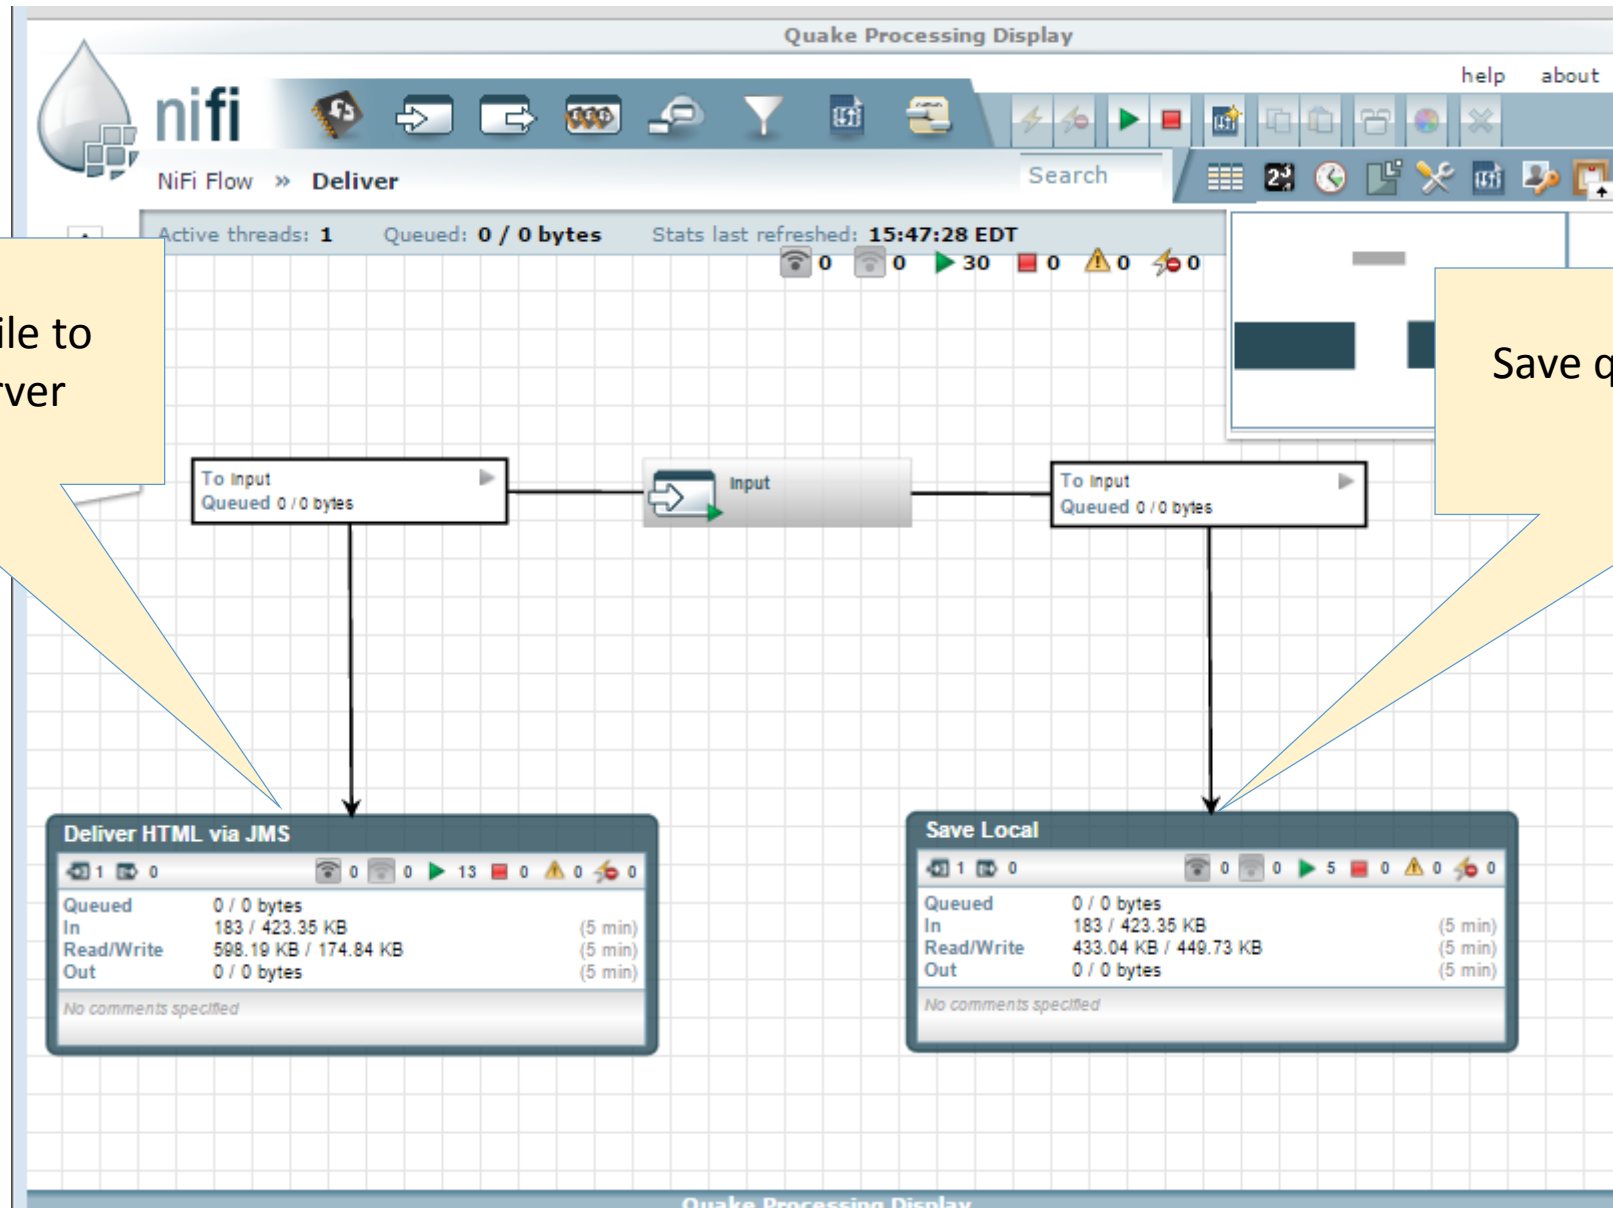 Quake Processing Display
help about
nifi
NiFi Flow » Deliver
Search
Active threads: 1 Queued: 0 / 0 bytes Stats last refreshed: 15:47:28 EDT
0 0 30 0 0 0
ile to
rver
Save q
To Input
Queued 0 / 0 bytes
Input
To Input
Queued 0 / 0 bytes
Deliver HTML via JMS
1 0 0 0 13 0 0 0
Queued 0 / 0 bytes
In 183 / 423.35 KB (5 min)
Read/Write 598.19 KB / 174.84 KB (5 min)
Out 0 / 0 bytes (5 min)
No comments specified
Save Local
1 0 0 0 5 0 0 0
Queued 0 / 0 bytes
In 183 / 423.35 KB (5 min)
Read/Write 433.04 KB / 449.73 KB (5 min)
Out 0 / 0 bytes (5 min)
No comments specified
Quake Processing Display